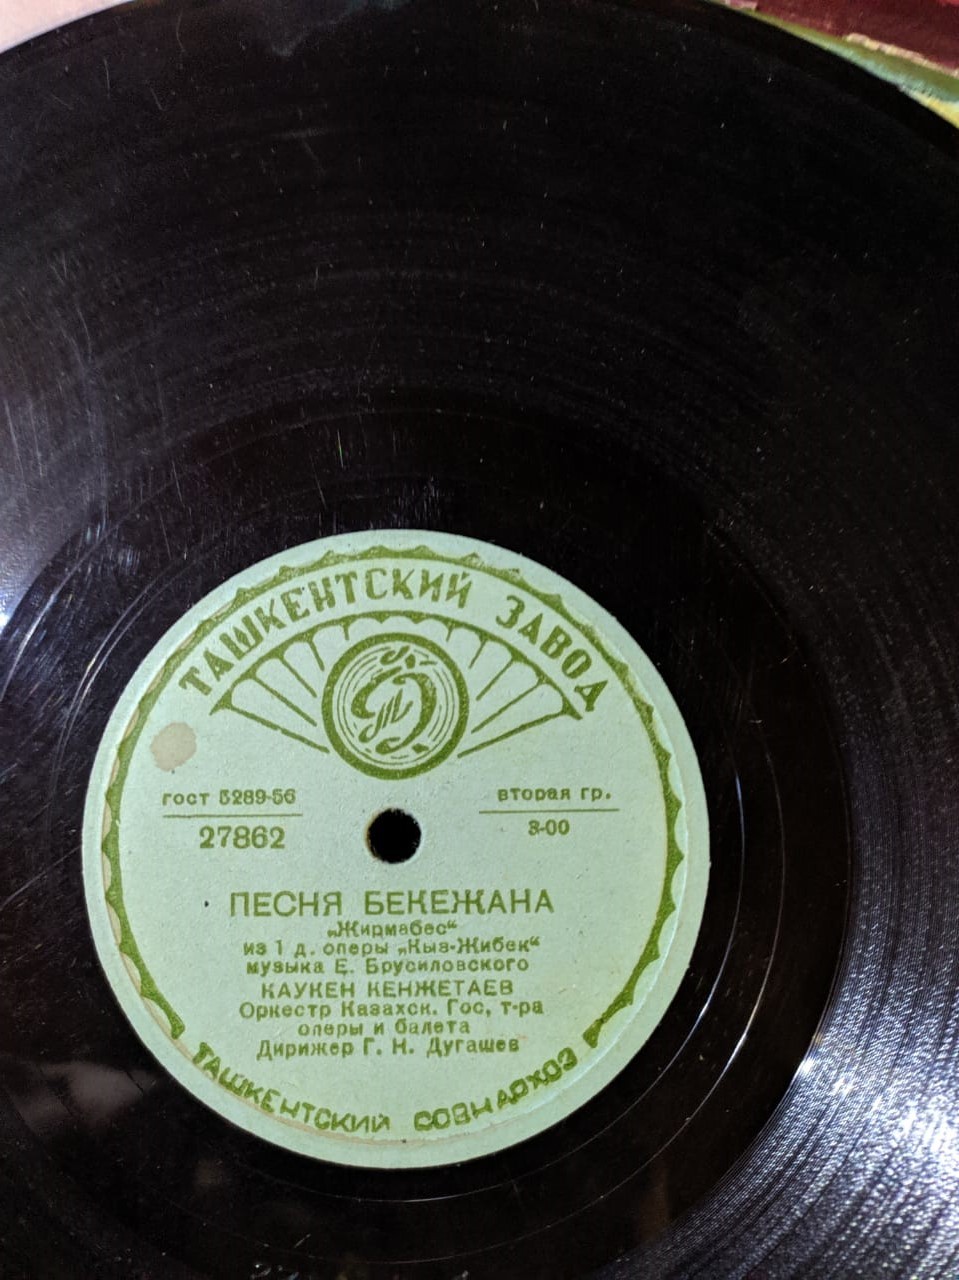 ТАШКЕНТСКИЙ ЗАВОД
ГОСТ 5289-56
27862
вторая гр.
3-00
ПЕСНЯ БЕКЕЖАНА
„Жирмабес“
из 1 д. оперы „Кыз-Жибек“
музыка Е. Брусиловского
КАУКЕН КЕНЖЕТАЕВ
Оркестр Казахск. Гос, т-ра
оперы и балета
Дирижер Г. Н. Дугашев
ТАШКЕНТСКИЙ СОВНАРХОЗ